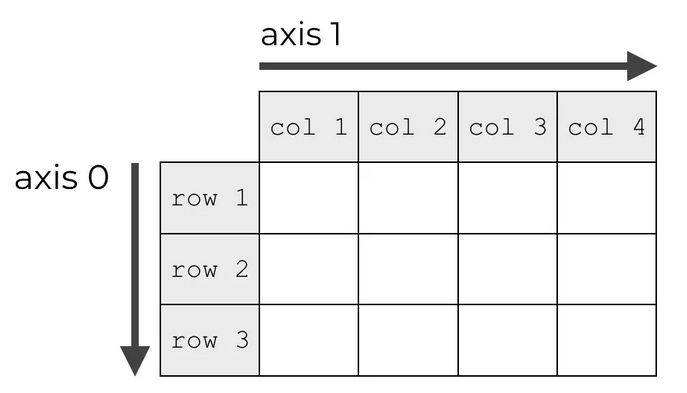 axis 1
col 1 col 2 col 3 col 4
axis 0
row 1
row 2
row 3